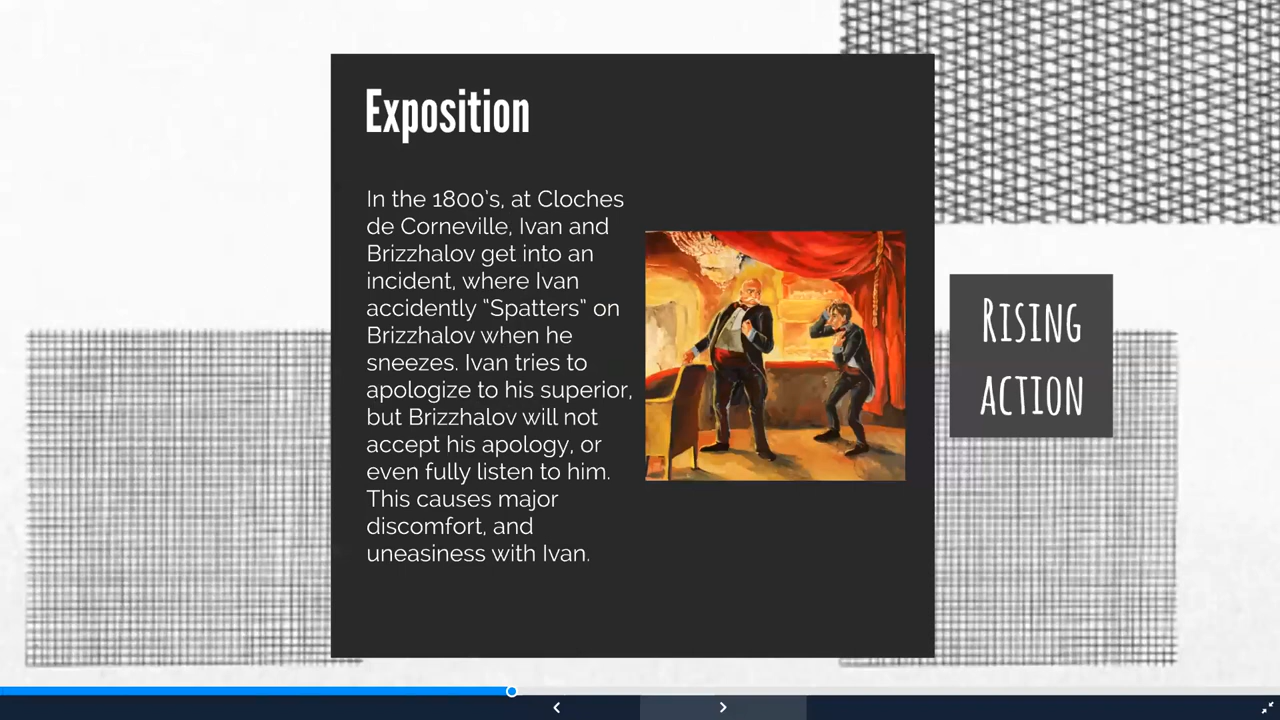 Exposition
In the 1800's, at Cloches
de Corneville, Ivan and
Brizzhalov get into an
incident, where Ivan
accidently "Spatters" on
Brizzhalov when he
sneezes. Ivan tries to
apologize to his superior,
but Brizzhalov will not
accept his apology, or
even fully listen to him.
This causes major
discomfort, and
uneasiness with Ivan.
Rising
action